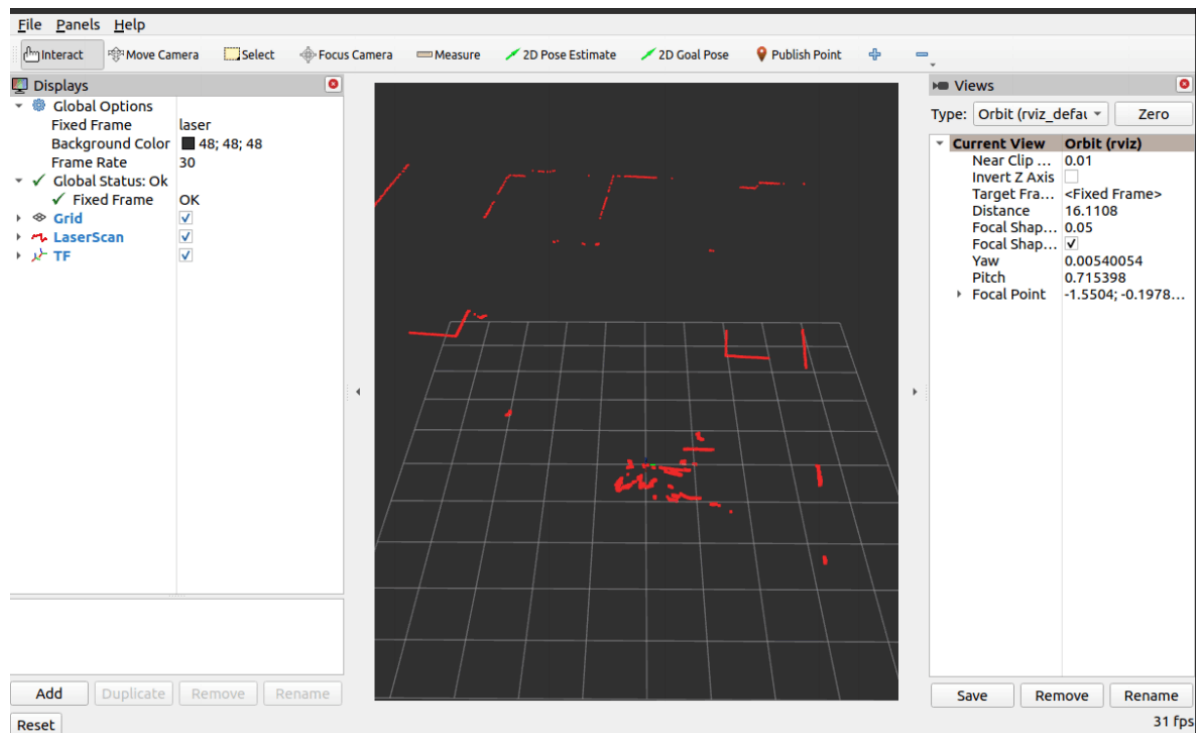 File Panels Help
Interact Move Camera Select Focus Camera Measure 2D Pose Estimate 2D Goal Pose Publish Point
Displays
Global Options
Fixed Frame laser
Background Color 48; 48; 48
Frame Rate 30
Global Status: Ok
Fixed Frame OK
Grid
LaserScan
TF
Add Duplicate Remove Rename
Reset
Views
Type: Orbit (rviz_defau Zero
Current View Orbit (rviz)
Near Clip ... 0.01
Invert Z Axis
Target Fra... <Fixed Frame>
Distance 16.1108
Focal Shap... 0.05
Focal Shap...
Yaw 0.00540054
Pitch 0.715398
Focal Point -1.5504; -0.1978...
Save Remove Rename
31 fps